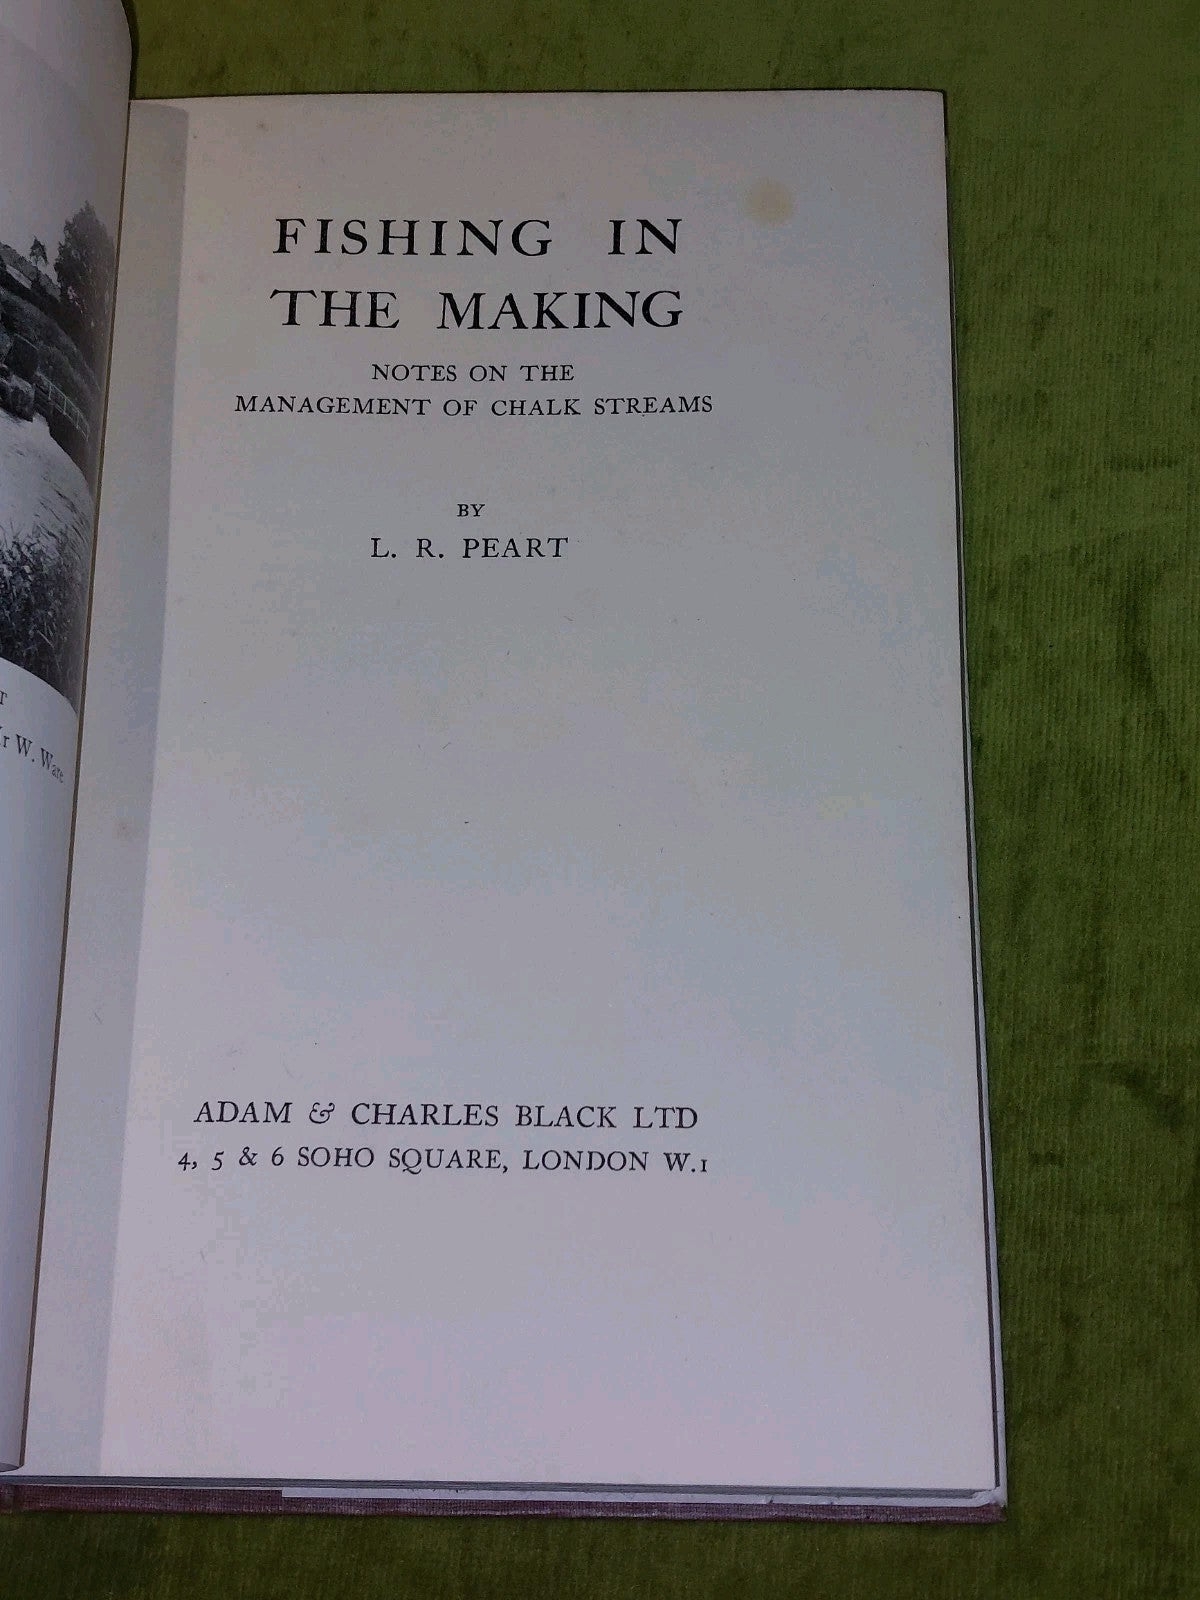 T
r W. Ware
FISHING IN
THE MAKING
NOTES ON THE
MANAGEMENT OF CHALK STREAMS
BY
L. R. PEART
ADAM & CHARLES BLACK LTD
4, 5 & 6 SOHO SQUARE, LONDON W.1